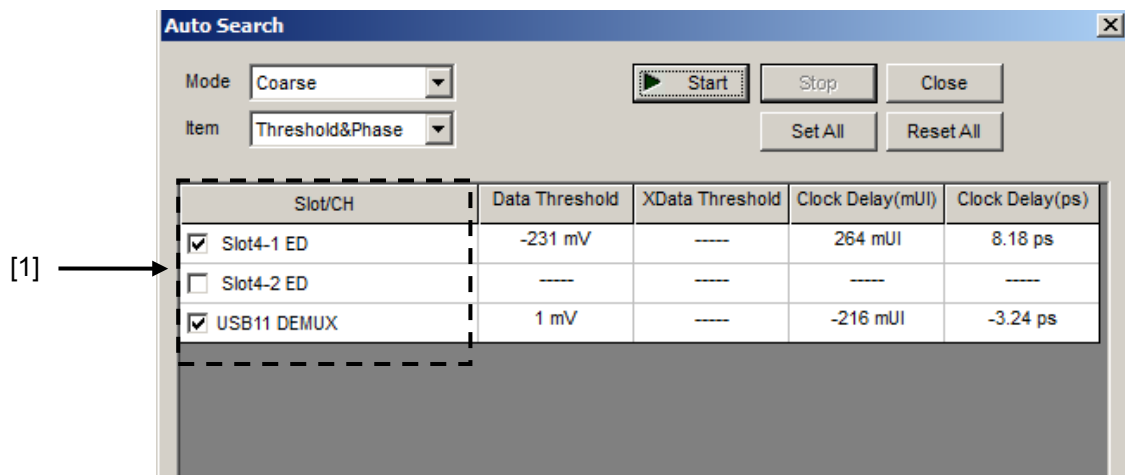 Auto Search
Mode Coarse Start Stop Close
Item Threshold&Phase Set All Reset All
Slot/CH Data Threshold XData Threshold Clock Delay(mUI) Clock Delay(ps)
Slot4-1 ED -231 mV ----- 264 mUI 8.18 ps
[1]
Slot4-2 ED ----- ----- ----- -----
USB11 DEMUX 1 mV ----- -216 mUI -3.24 ps